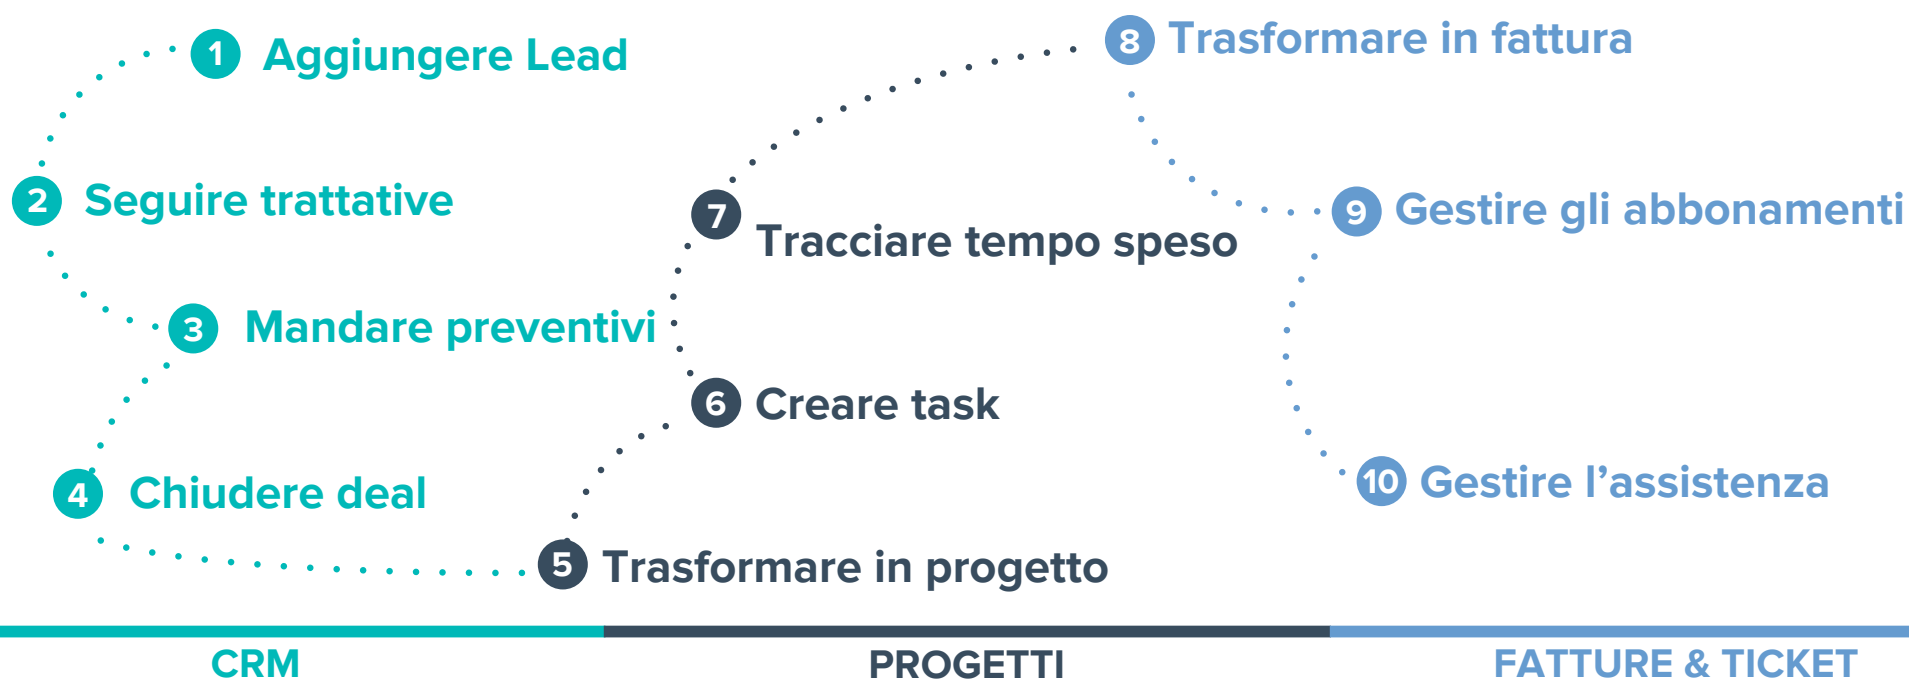 1 Aggiungere Lead
2 Seguire trattative
3 Mandare preventivi
4 Chiudere deal
5 Trasformare in progetto
6 Creare task
7 Tracciare tempo speso
8 Trasformare in fattura
9 Gestire gli abbonamenti
10 Gestire l’assistenza
CRM
PROGETTI
FATTURE & TICKET